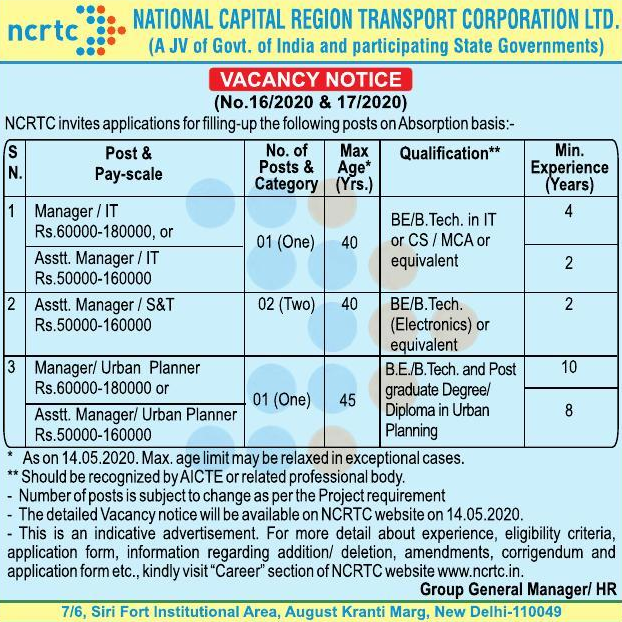 ncrtc
NATIONAL CAPITAL REGION TRANSPORT CORPORATION LTD.
(A JV of Govt. of India and participating State Governments)
VACANCY NOTICE
(No.16/2020 & 17/2020)
NCRTC invites applications for filling-up the following posts on Absorption basis:-
S N.
Post & Pay-scale
No. of Posts & Category
Max Age* (Yrs.)
Qualification**
Min. Experience (Years)
1
Manager / IT
Rs.60000-180000, or
Asstt. Manager / IT
Rs.50000-160000
01 (One)
40
BE/B.Tech. in IT
or CS / MCA or
equivalent
4
2
2
Asstt. Manager / S&T
Rs.50000-160000
02 (Two)
40
BE/B.Tech.
(Electronics) or
equivalent
2
3
Manager/ Urban Planner
Rs.60000-180000 or
Asstt. Manager/ Urban Planner
Rs.50000-160000
01 (One)
45
B.E./B.Tech. and Post
graduate Degree/
Diploma in Urban
Planning
10
8
* As on 14.05.2020. Max. age limit may be relaxed in exceptional cases.
** Should be recognized by AICTE or related professional body.
- Number of posts is subject to change as per the Project requirement
- The detailed Vacancy notice will be available on NCRTC website on 14.05.2020.
- This is an indicative advertisement. For more detail about experience, eligibility criteria,
application form, information regarding addition/ deletion, amendments, corrigendum and
application form etc., kindly visit "Career" section of NCRTC website www.ncrtc.in.
Group General Manager/ HR
7/6, Siri Fort Institutional Area, August Kranti Marg, New Delhi-110049